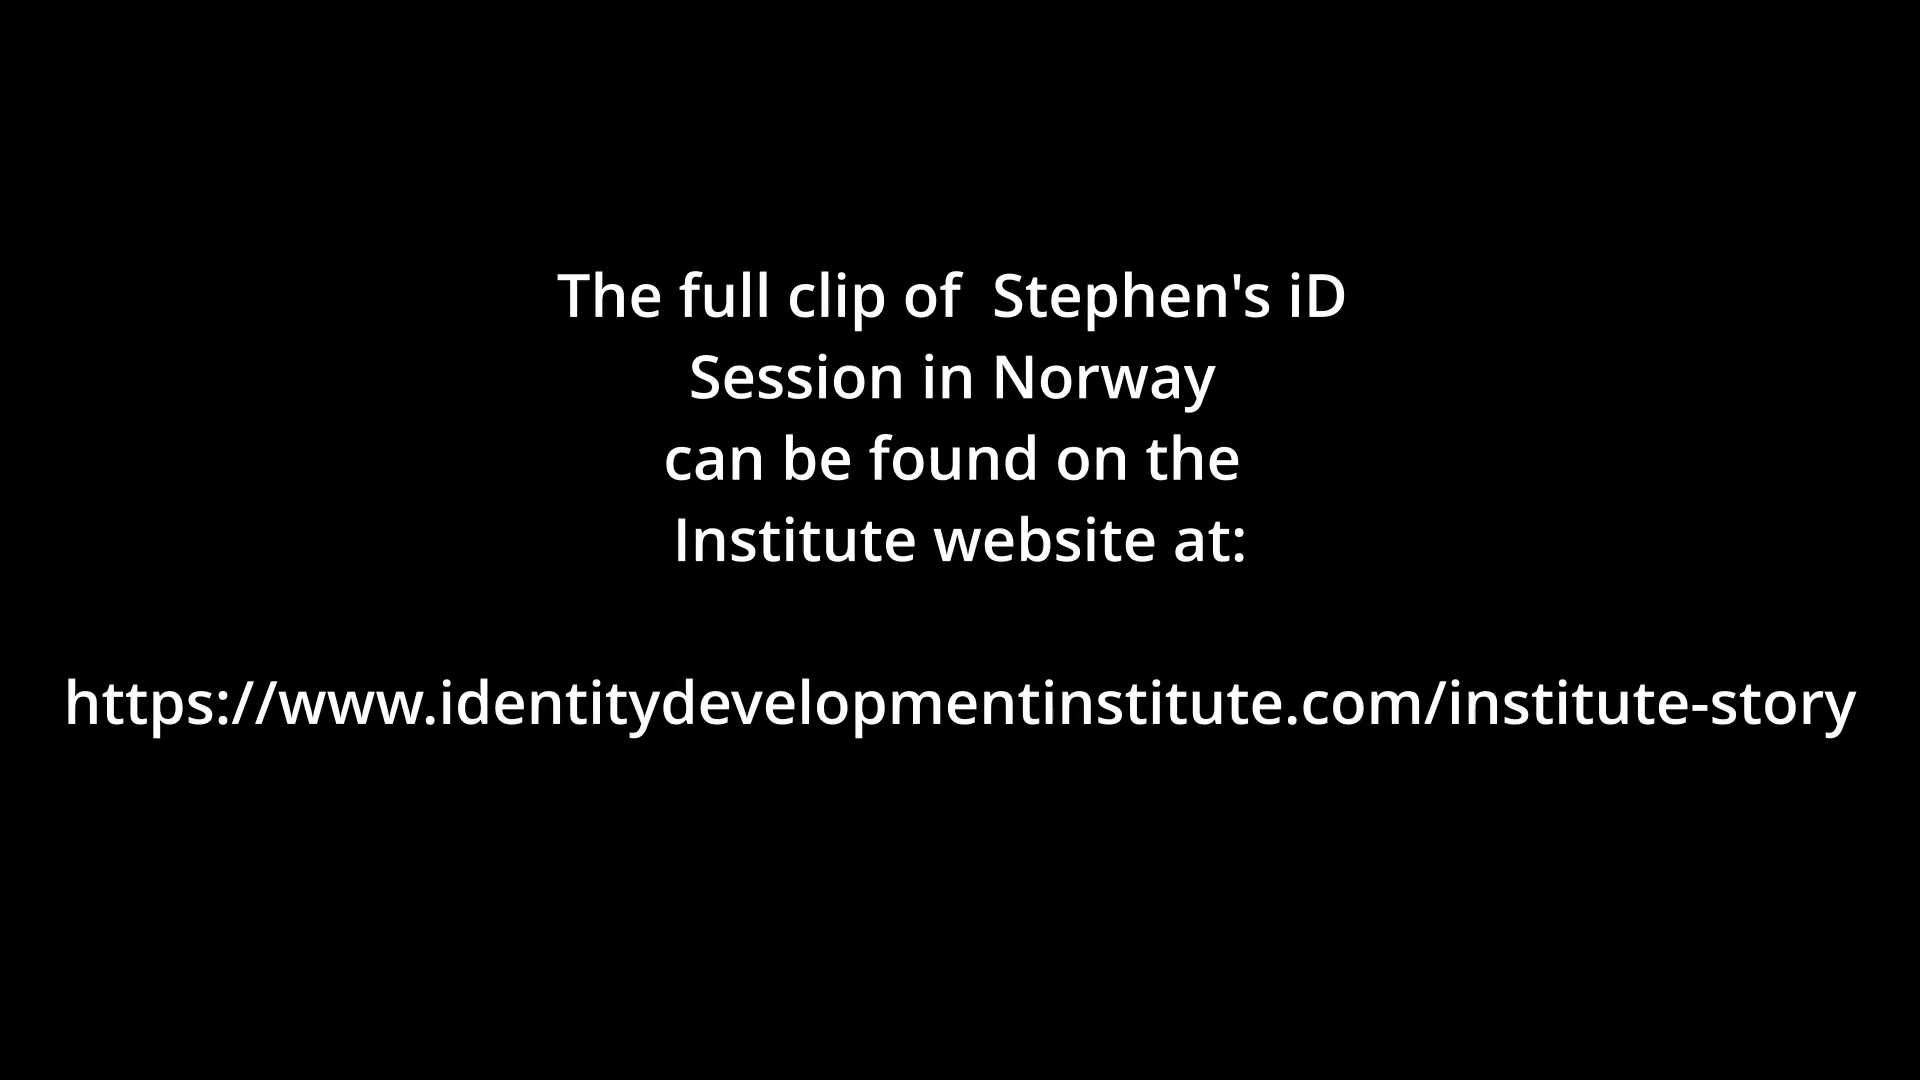 The full clip of  Stephen's iD
Session in Norway
can be found on the
Institute website at:
https://www.identitydevelopmentinstitute.com/institute-story